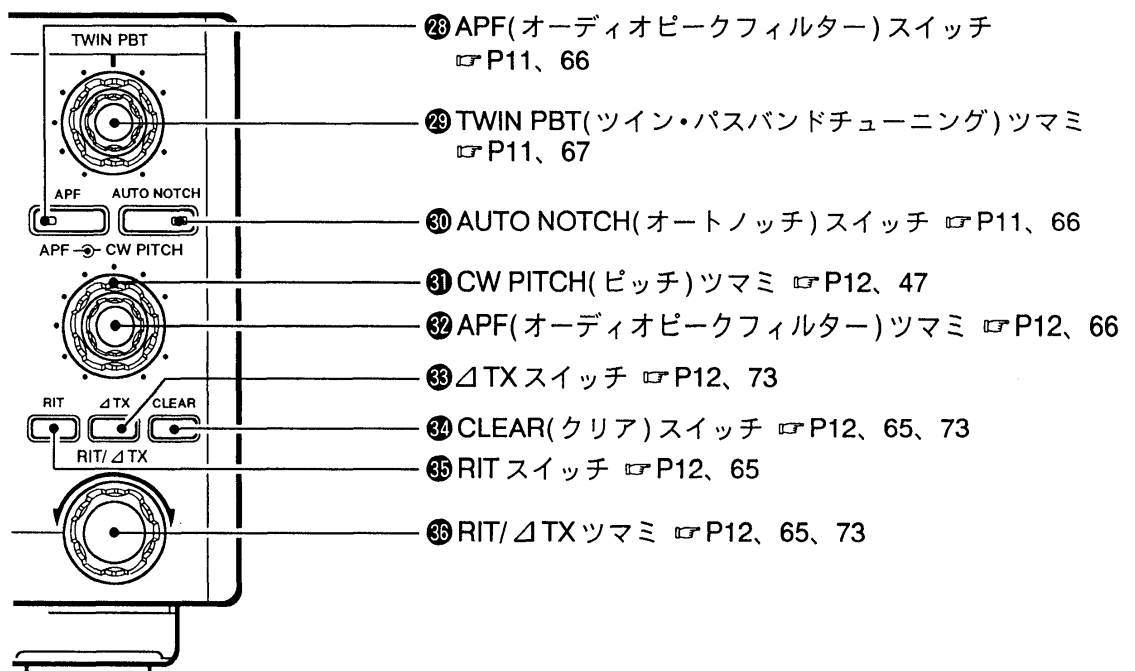 TWIN PBT
APF
AUTO NOTCH
APF CW PITCH
RIT
⊿TX
CLEAR
RIT/⊿TX
㉘APF(オーディオピークフィルター)スイッチ
☞P11、66
㉙TWIN PBT(ツイン・パスバンドチューニング)ツマミ
☞P11、67
㉚AUTO NOTCH(オートノッチ)スイッチ ☞P11、66
㉛CW PITCH(ピッチ)ツマミ ☞P12、47
㉜APF(オーディオピークフィルター)ツマミ ☞P12、66
㉝⊿TXスイッチ ☞P12、73
㉞CLEAR(クリア)スイッチ ☞P12、65、73
㉟RITスイッチ ☞P12、65
㊱RIT/⊿TXツマミ ☞P12、65、73